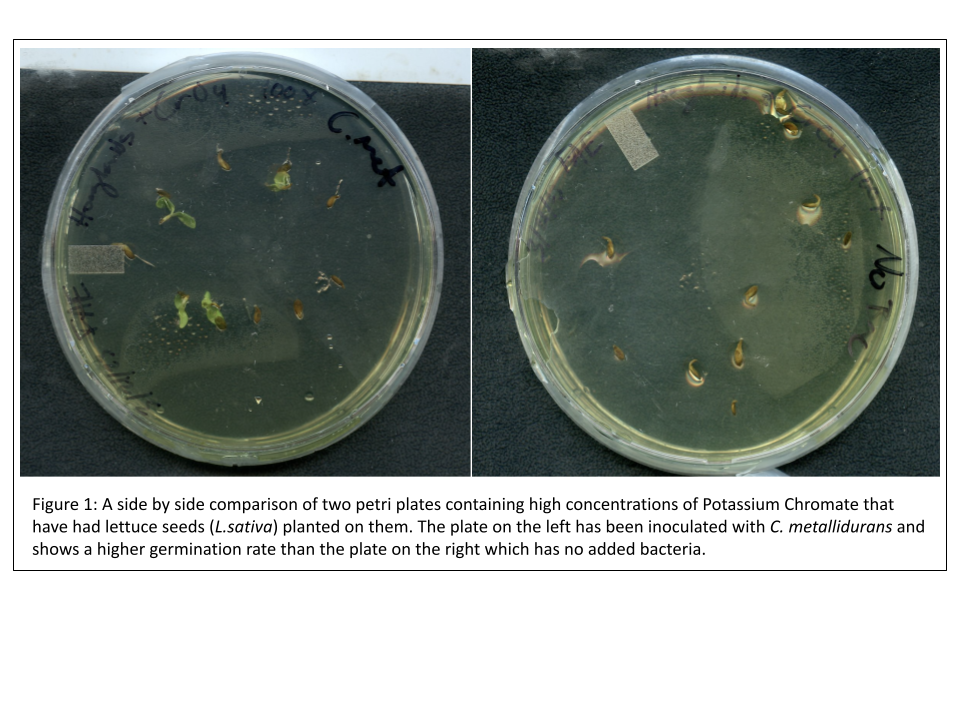 CrO4 100x
C. met
No
Figure 1: A side by side comparison of two petri plates containing high concentrations of Potassium Chromate that
have had lettuce seeds (L.sativa) planted on them. The plate on the left has been inoculated with C. metallidurans and
shows a higher germination rate than the plate on the right which has no added bacteria.